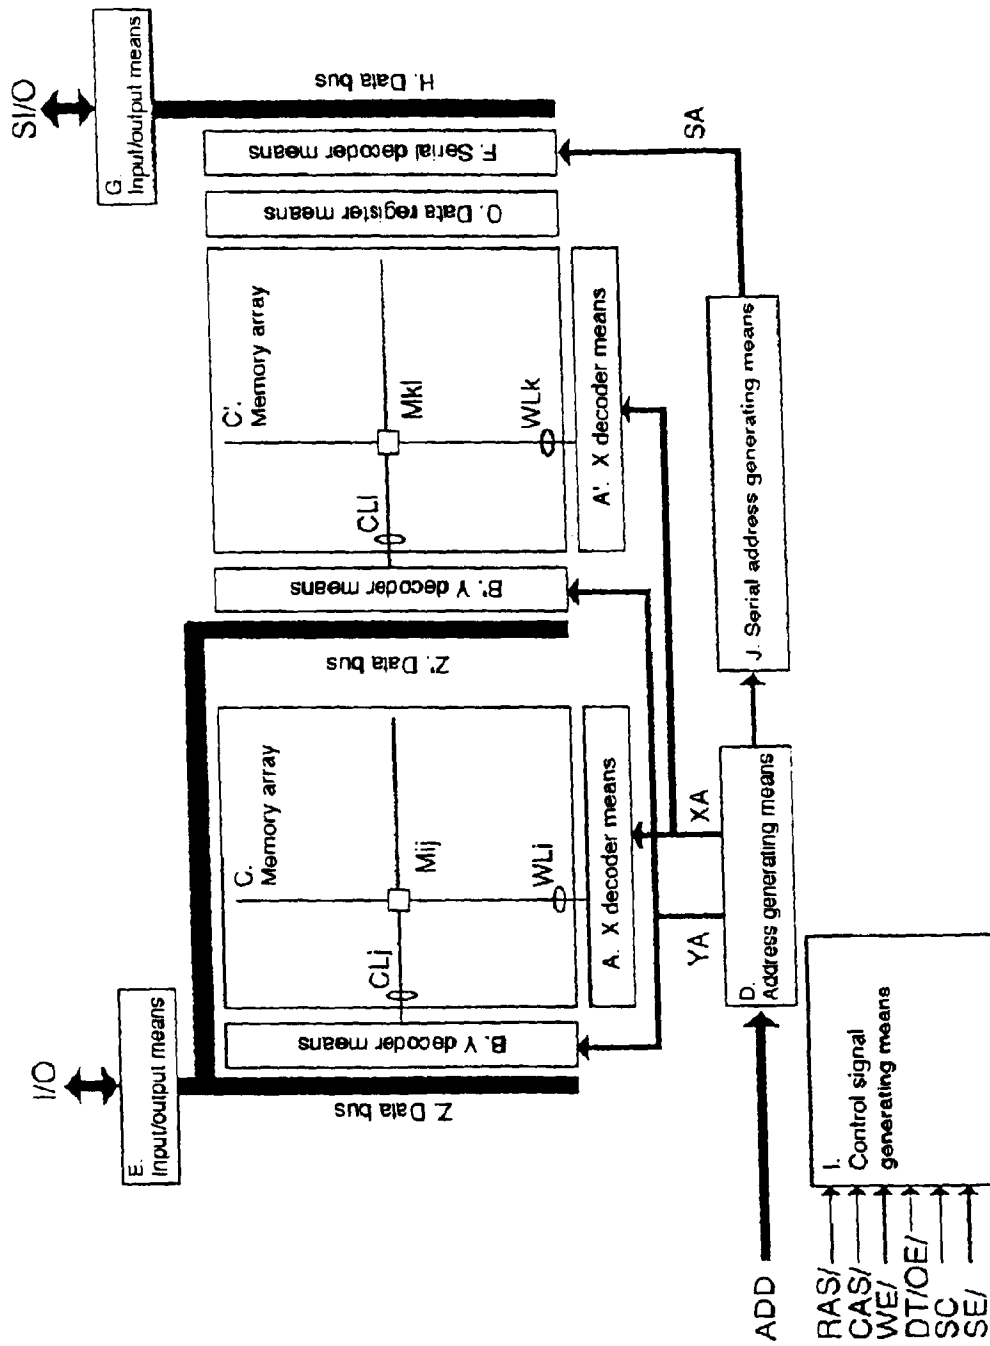 I/O
SI/O
E.
Input/output means
G.
Input/output means
Z. Data bus
B. Y decoder means
C.
Memory array
CLj
Mij
WLi
A. X decoder means
Z'. Data bus
B'. Y decoder means
C'.
Memory array
CLl
Mkl
WLk
A'. X decoder means
O. Data register means
F. Serial decoder means
H. Data bus
YA
XA
SA
ADD
D.
Address generating means
J. Serial address generating means
RAS/
CAS/
WE/
DT/OE/
SC
SE/
I.
Control signal
generating means